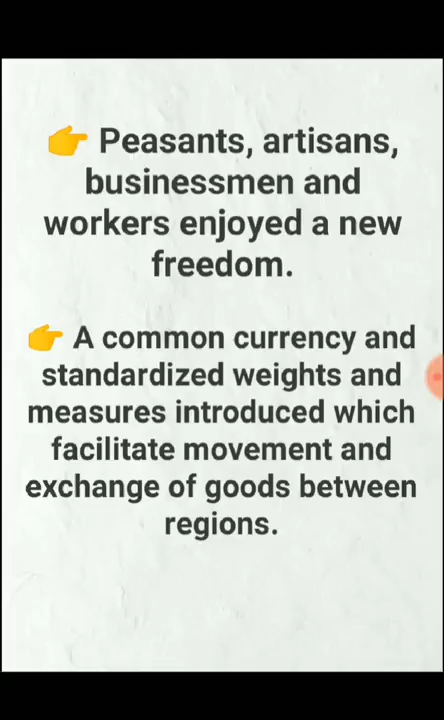 👉 Peasants, artisans,
businessmen and
workers enjoyed a new
freedom.
👉 A common currency and
standardized weights and
measures introduced which
facilitate movement and
exchange of goods between
regions.